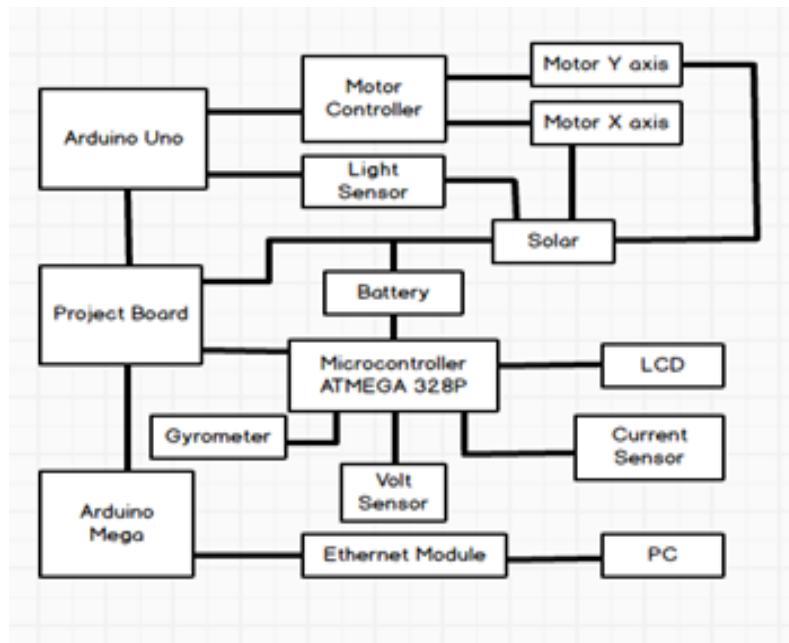 Motor Y axis
Motor
Controller
Motor X axis
Arduino Uno
Light
Sensor
Solar
Battery
Project Board
Microcontroller
ATMEGA 328P
LCD
Gyrometer
Current
Sensor
Volt
Sensor
Arduino
Mega
Ethernet Module
PC